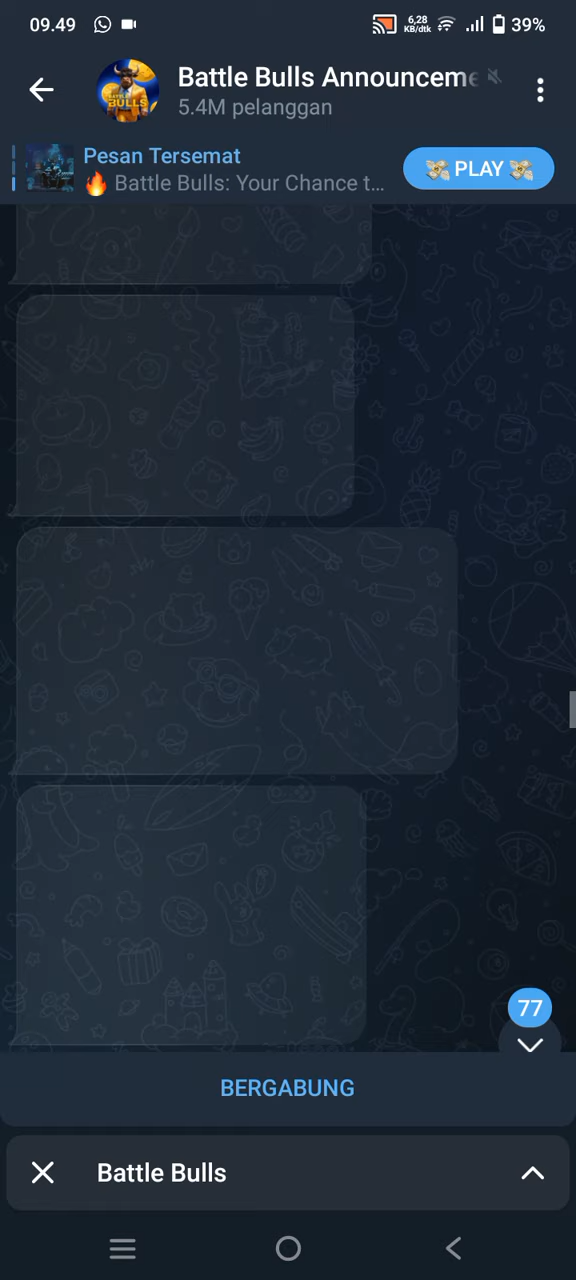 09.49
6,28
KB/dtk
39%
Battle Bulls Announceme
5.4M pelanggan
Pesan Tersemat
🔥 Battle Bulls: Your Chance t...
💸 PLAY 💸
77
BERGABUNG
Battle Bulls